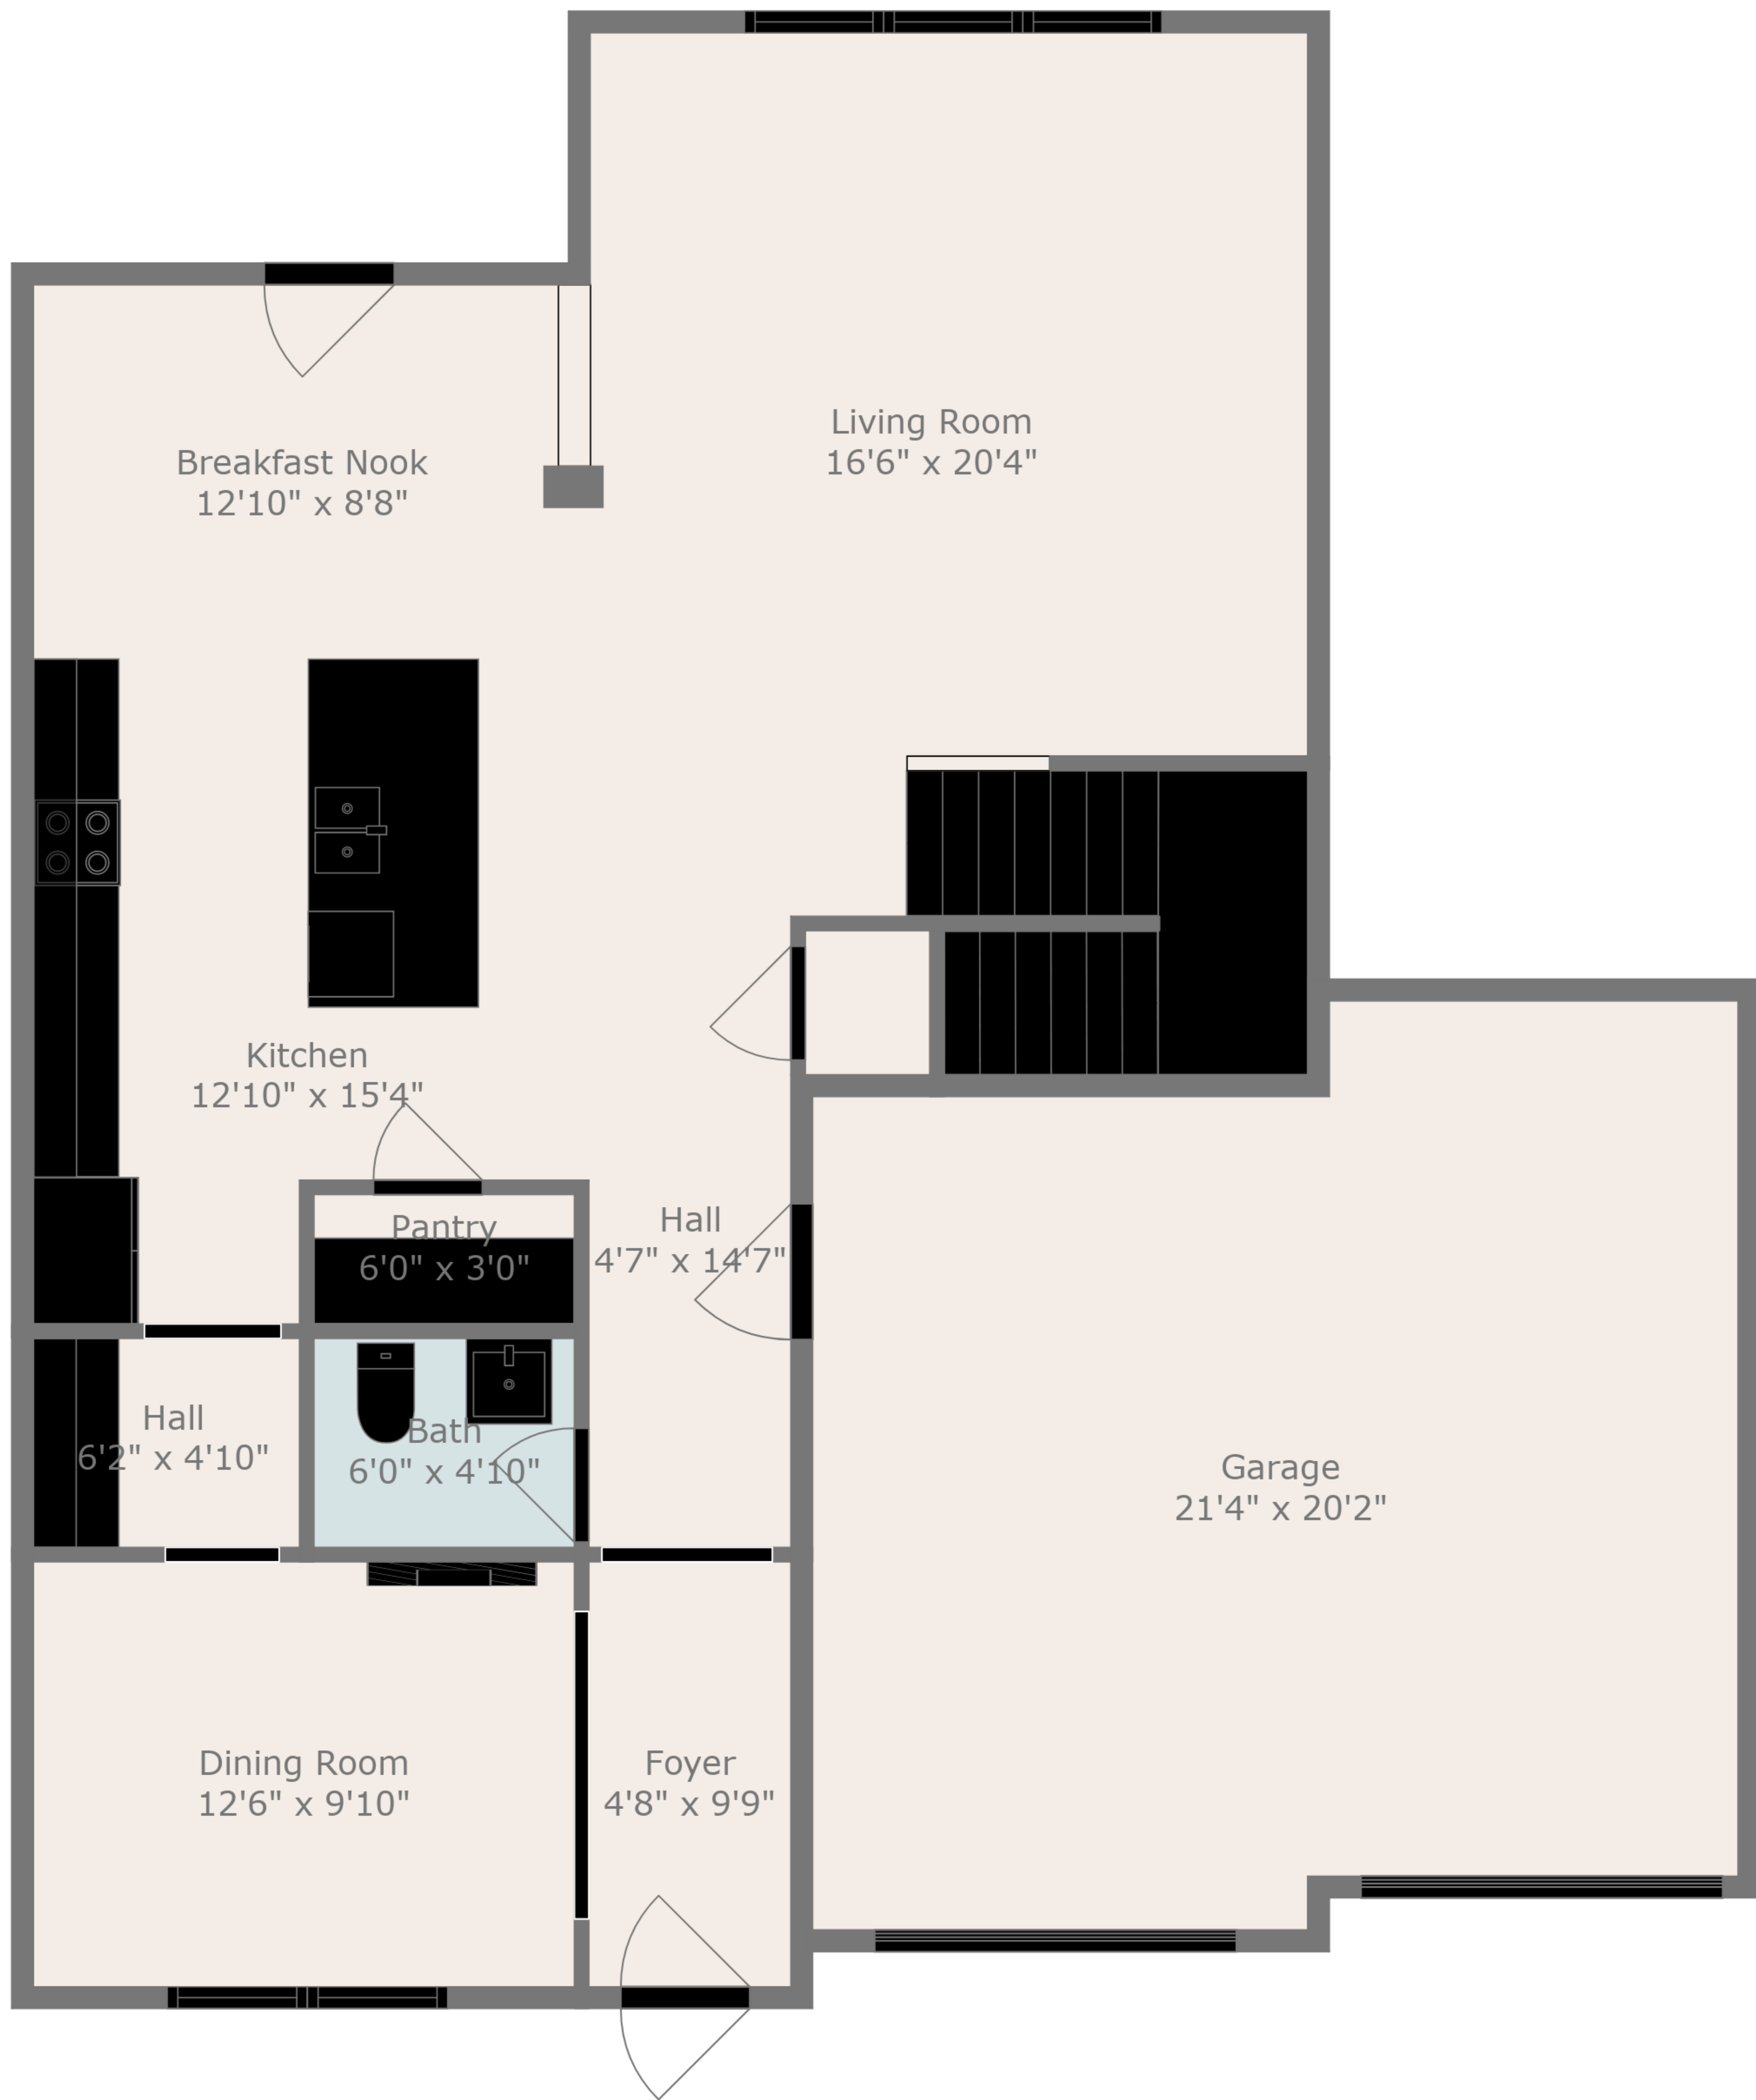 Living Room
16'6" x 20'4"
Breakfast Nook
12'10" x 8'8"
Kitchen
12'10" x 15'4"
Pantry
6'0" x 3'0"
Hall
4'7" x 14'7"
Hall
6'2" x 4'10"
Bath
6'0" x 4'10"
Garage
21'4" x 20'2"
Dining Room
12'6" x 9'10"
Foyer
4'8" x 9'9"